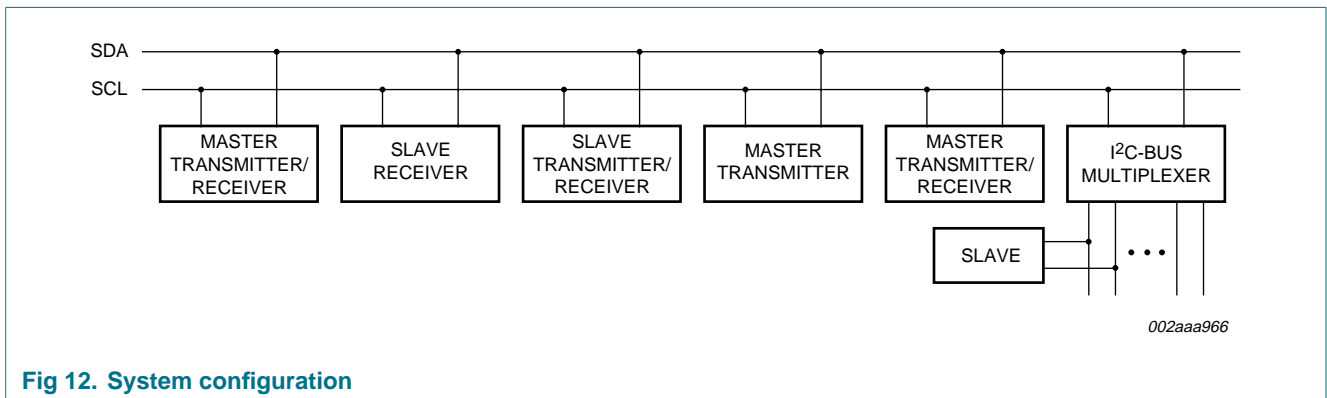 SDA
SCL
MASTER
TRANSMITTER/
RECEIVER
SLAVE
RECEIVER
SLAVE
TRANSMITTER/
RECEIVER
MASTER
TRANSMITTER
MASTER
TRANSMITTER/
RECEIVER
I²C-BUS
MULTIPLEXER
SLAVE
002aaa966
Fig 12. System configuration